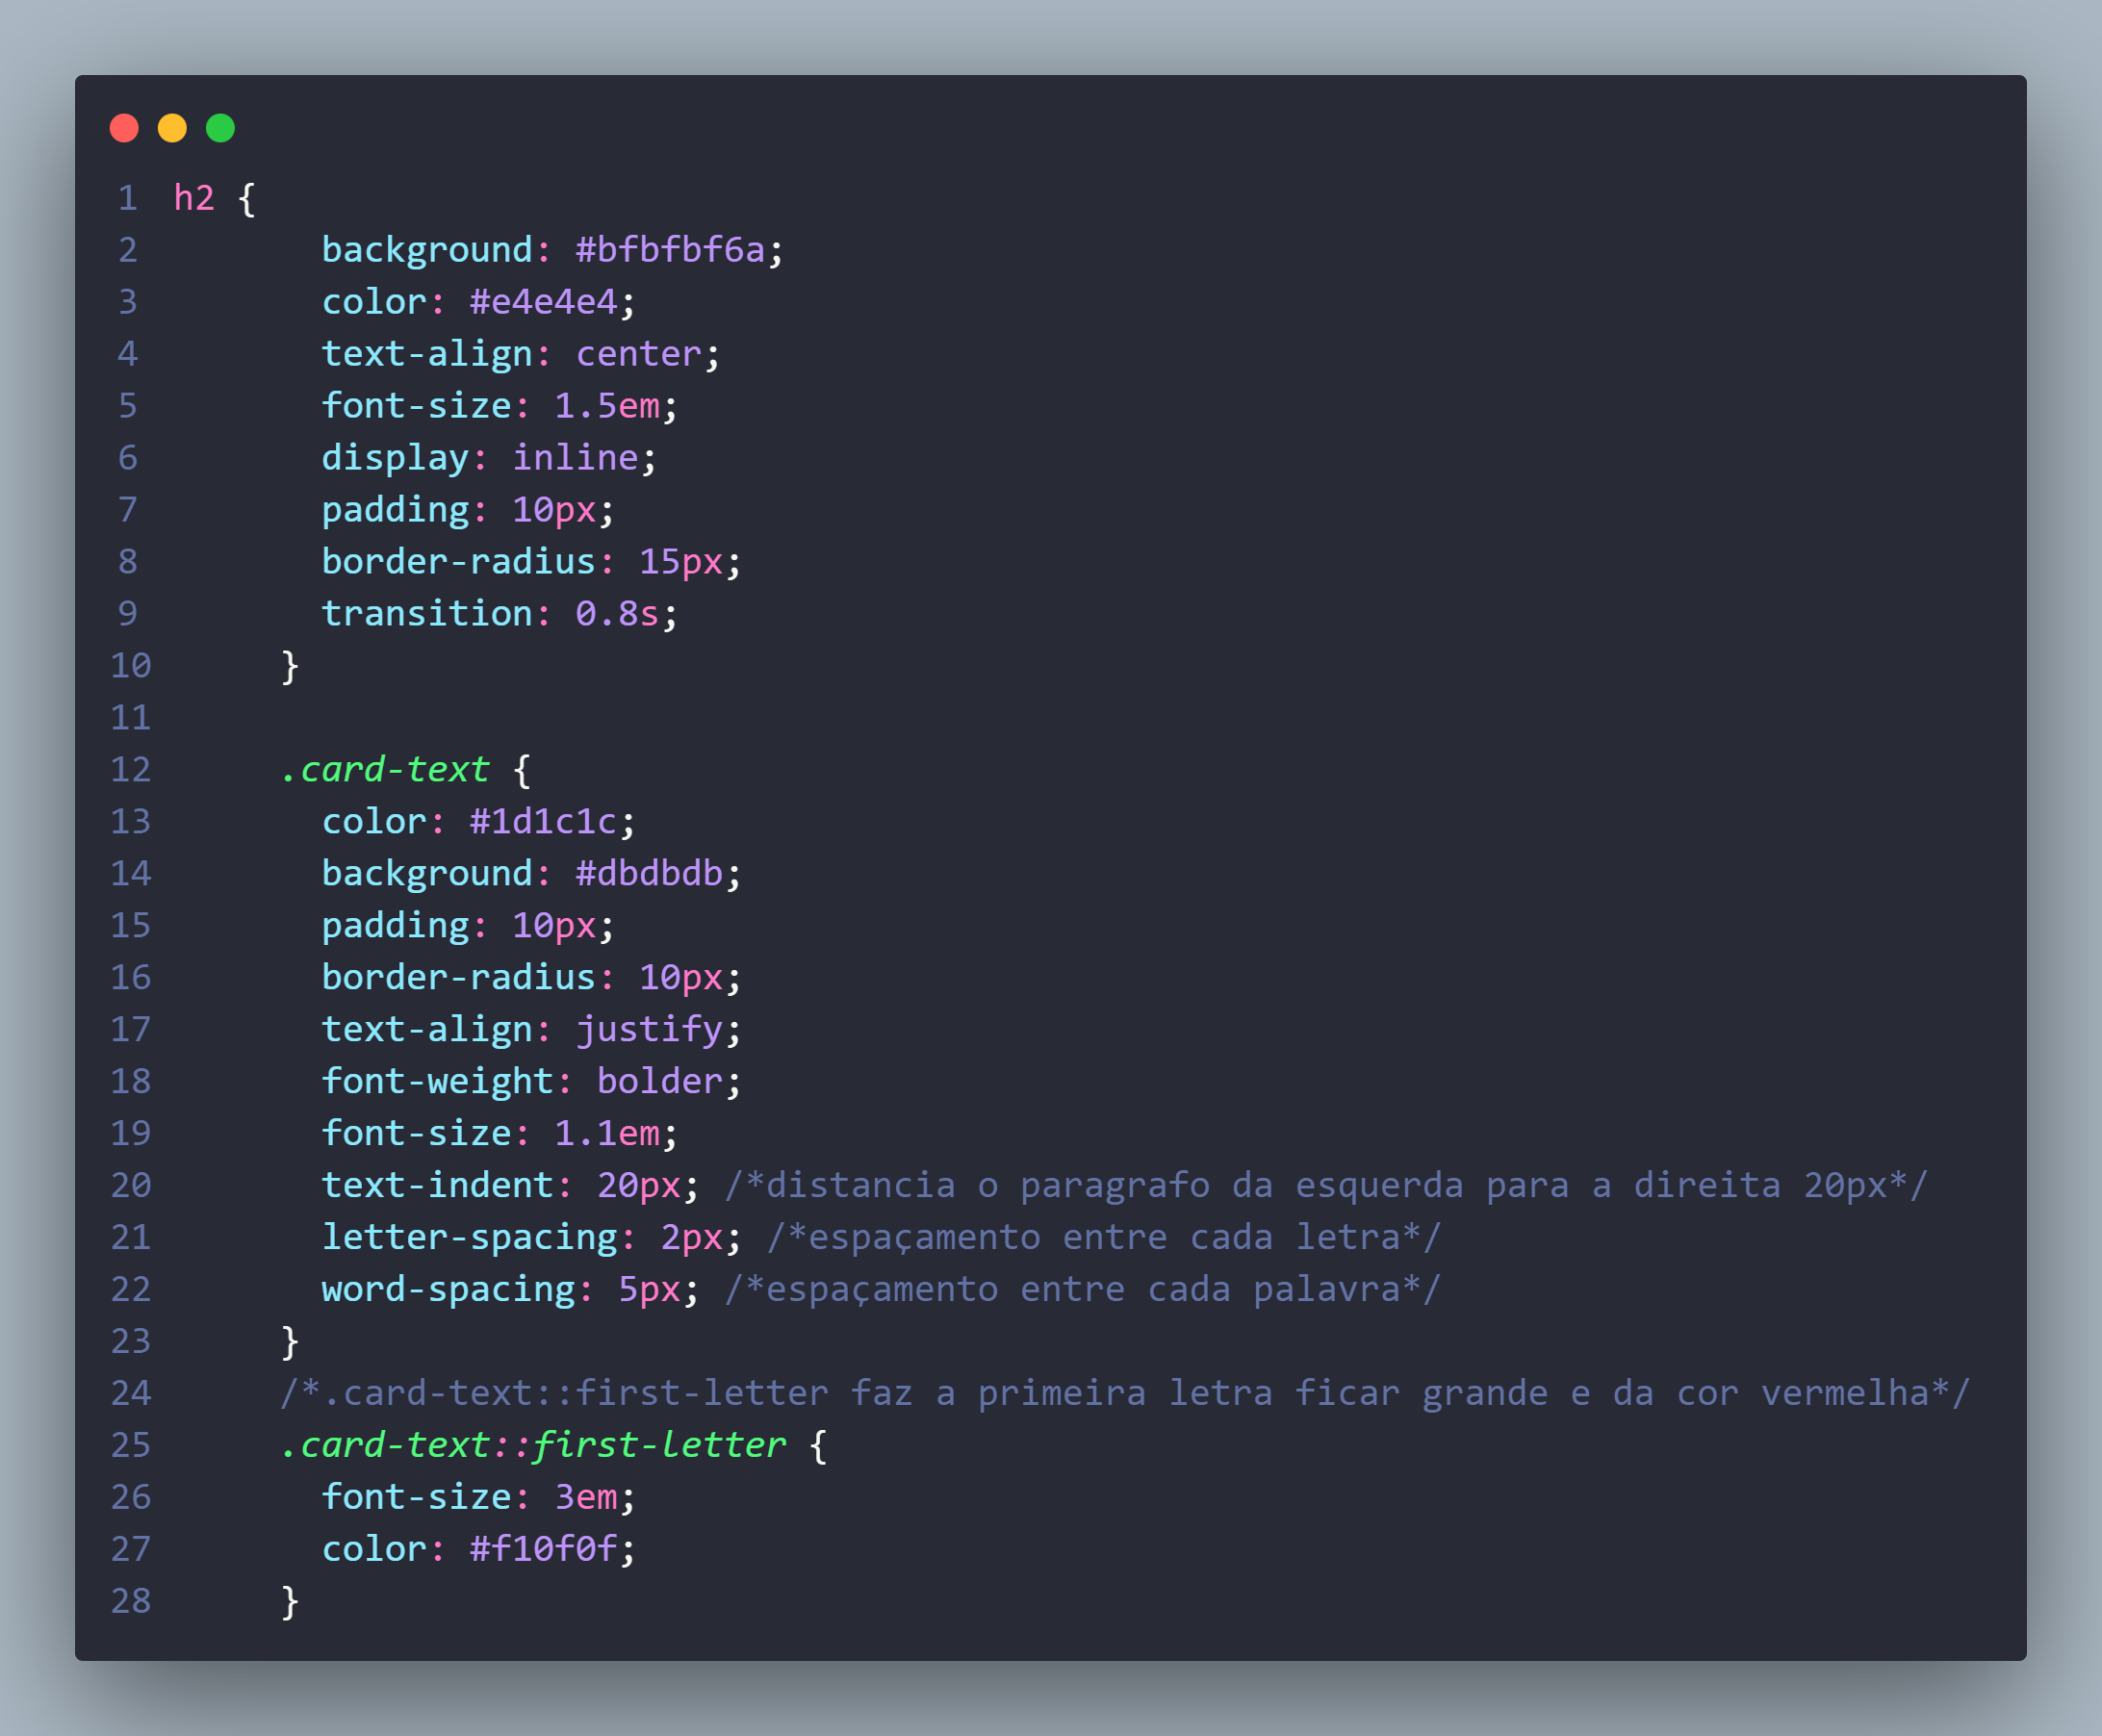 1 h2 {
2 background: #bfbfbf6a;
3 color: #e4e4e4;
4 text-align: center;
5 font-size: 1.5em;
6 display: inline;
7 padding: 10px;
8 border-radius: 15px;
9 transition: 0.8s;
10 }
11
12 .card-text {
13 color: #1d1c1c;
14 background: #dbdbdb;
15 padding: 10px;
16 border-radius: 10px;
17 text-align: justify;
18 font-weight: bolder;
19 font-size: 1.1em;
20 text-indent: 20px; /*distancia o paragrafo da esquerda para a direita 20px*/
21 letter-spacing: 2px; /*espaçamento entre cada letra*/
22 word-spacing: 5px; /*espaçamento entre cada palavra*/
23 }
24 /*.card-text::first-letter faz a primeira letra ficar grande e da cor vermelha*/
25 .card-text::first-letter {
26 font-size: 3em;
27 color: #f10f0f;
28 }